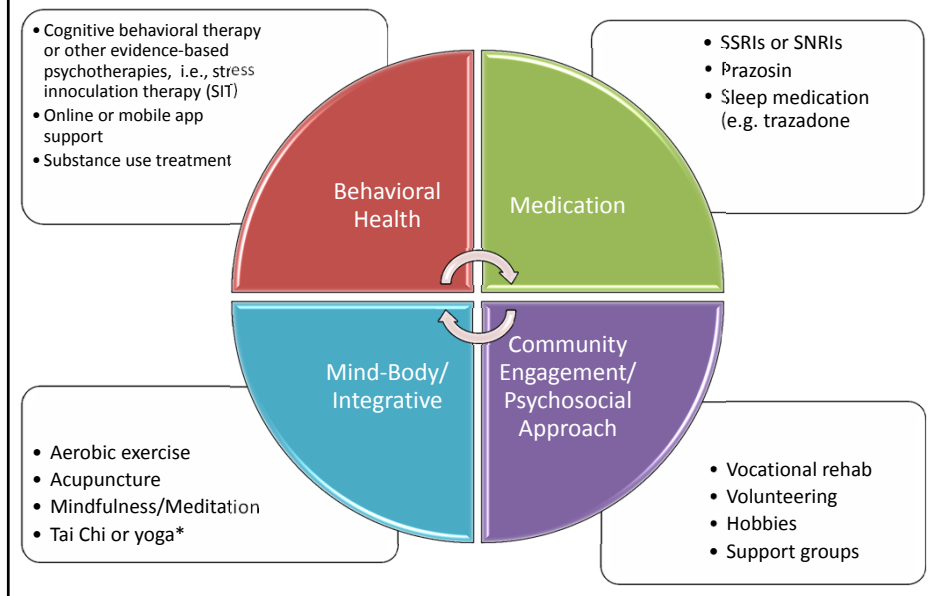 • Cognitive behavioral therapy
or other evidence-based
psychotherapies, i.e., stress
innoculation therapy (SIT)
• Online or mobile app
support
• Substance use treatment
• SSRIs or SNRIs
• Prazosin
• Sleep medication
(e.g. trazadone
Behavioral
Health
Medication
Mind-Body/
Integrative
Community
Engagement/
Psychosocial
Approach
• Aerobic exercise
• Acupuncture
• Mindfulness/Meditation
• Tai Chi or yoga*
• Vocational rehab
• Volunteering
• Hobbies
• Support groups